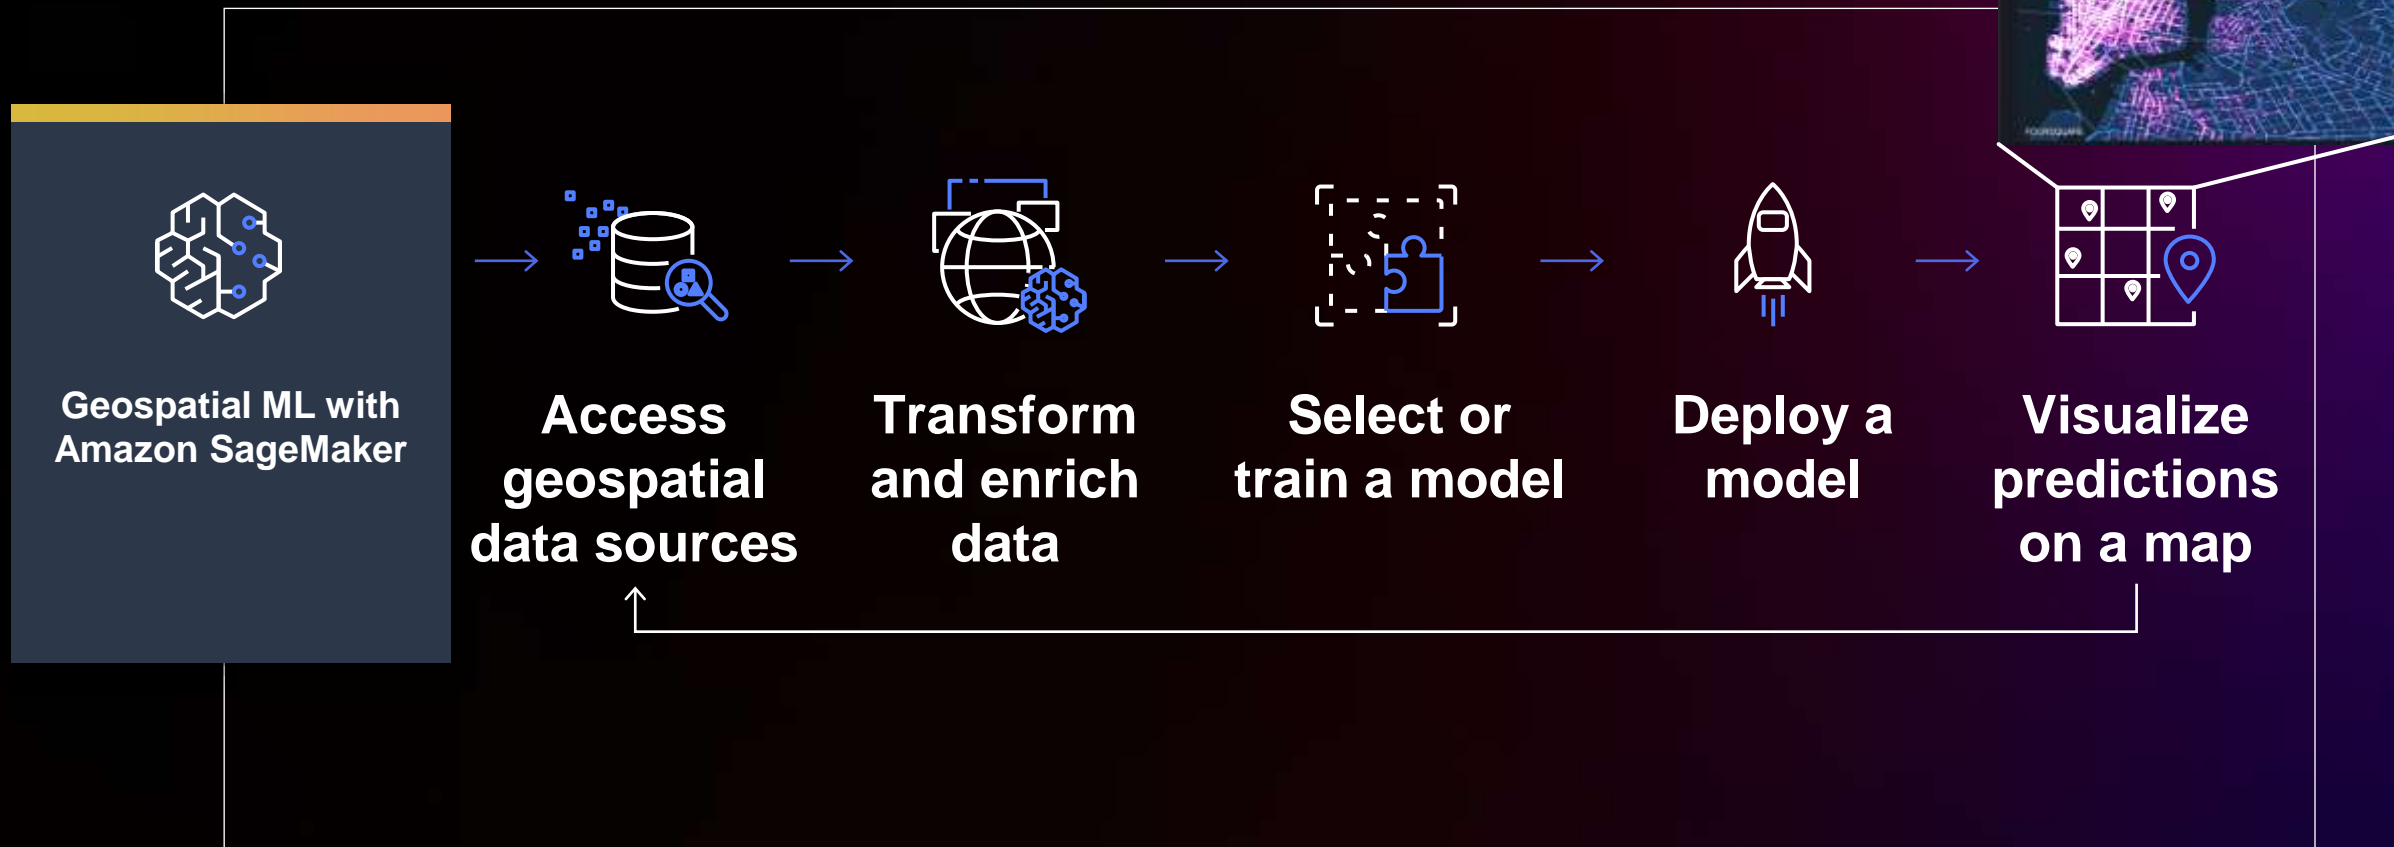 FOURSQUARE
Geospatial ML with
Amazon SageMaker
Access
geospatial
data sources
Transform
and enrich
data
Select or
train a model
Deploy a
model
Visualize
predictions
on a map